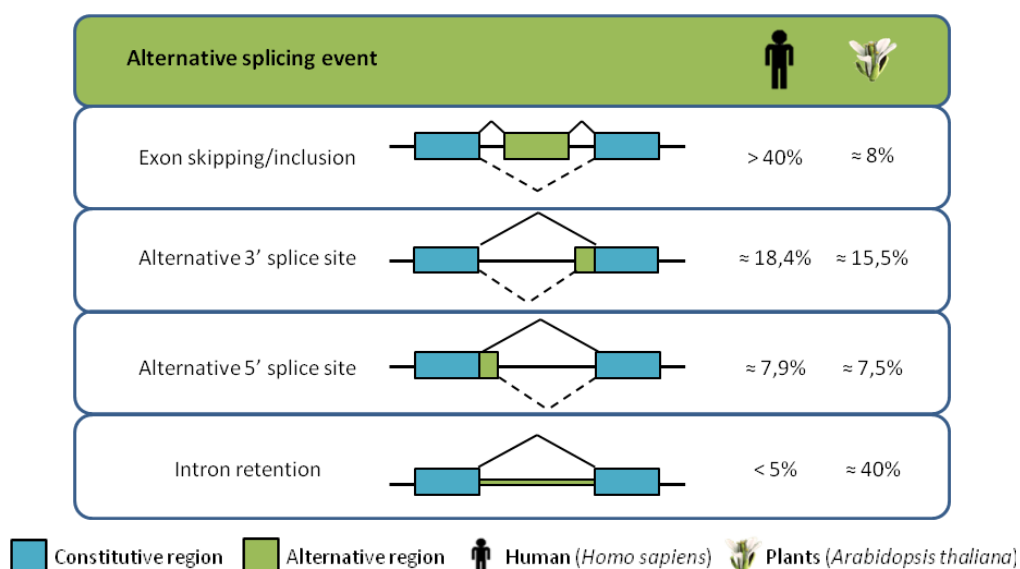 Alternative splicing event
Exon skipping/inclusion > 40% ≈ 8%
Alternative 3’ splice site ≈ 18,4% ≈ 15,5%
Alternative 5’ splice site ≈ 7,9% ≈ 7,5%
Intron retention < 5% ≈ 40%
Constitutive region Alternative region Human (Homo sapiens) Plants (Arabidopsis thaliana)